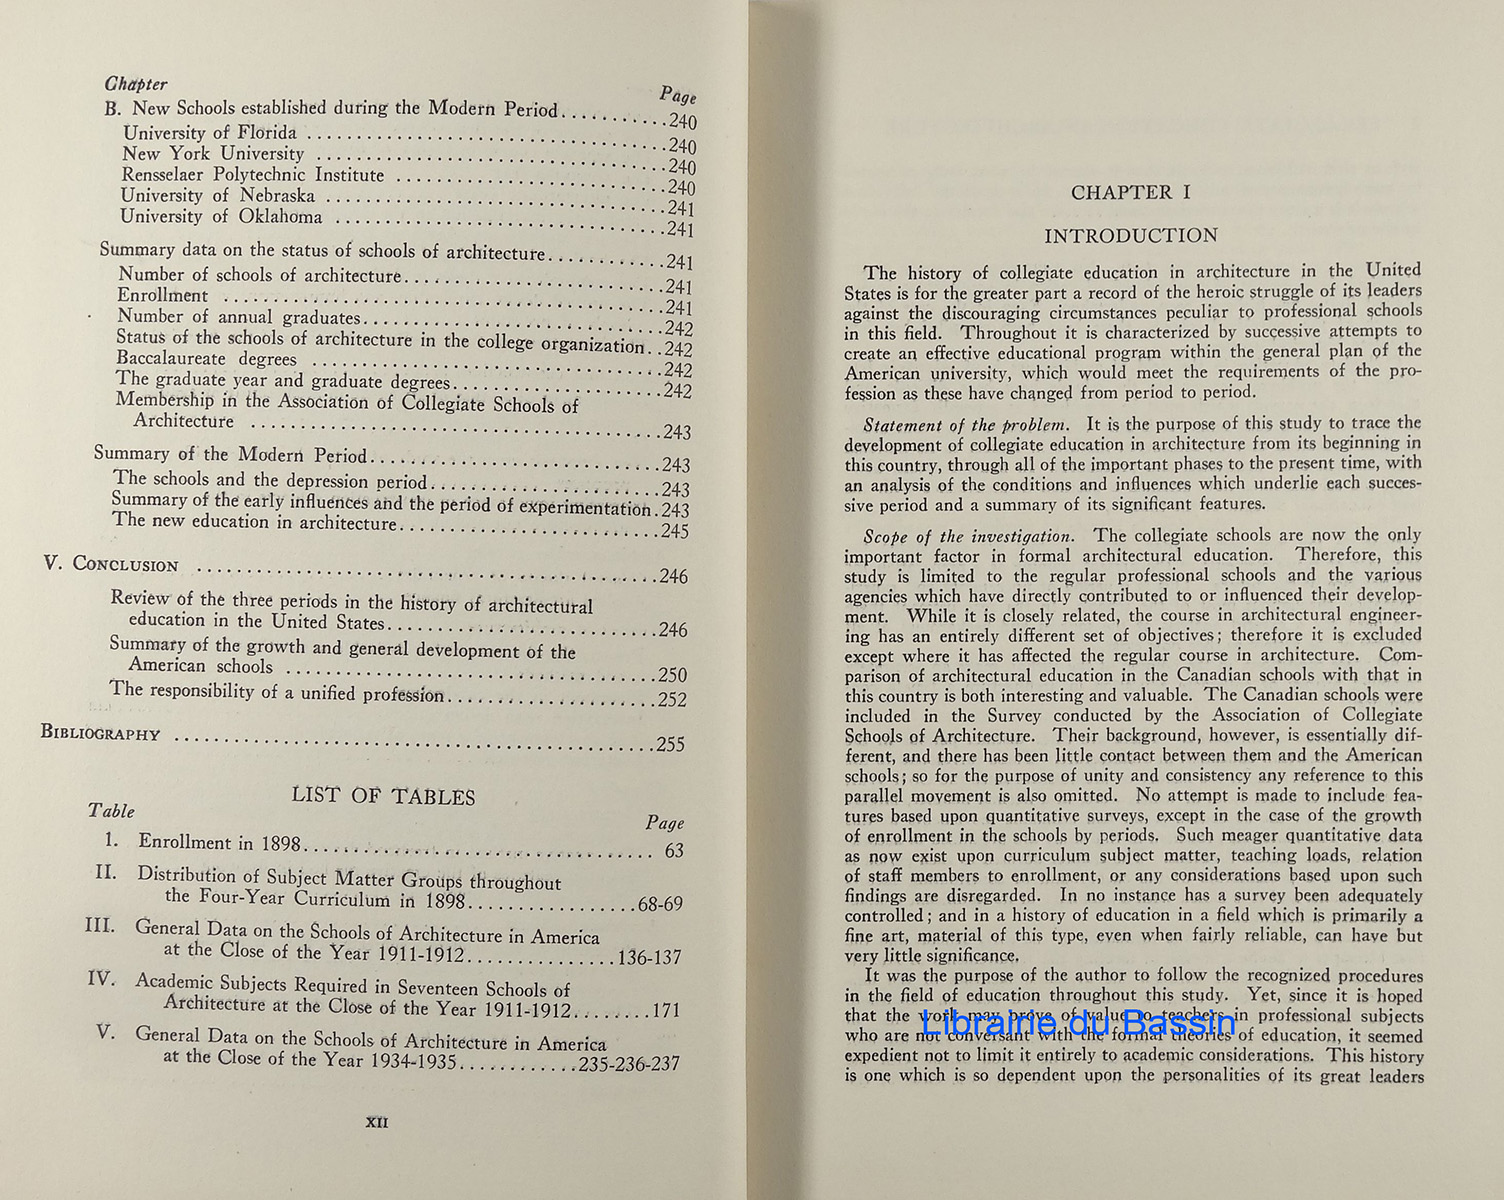 Chapter
Page
B. New Schools established during the Modern Period...........240
University of Florida ....................................240
New York University ....................................240
Rensselaer Polytechnic Institute ...........................240
University of Nebraska ..................................241
University of Oklahoma .................................241
Summary data on the status of schools of architecture............241
Number of schools of architecture..........................241
Enrollment .............................................241
Number of annual graduates..............................242
Status of the schools of architecture in the college organization..242
Baccalaureate degrees ...................................242
The graduate year and graduate degrees.....................242
Membership in the Association of Collegiate Schools of
Architecture .........................................243
Summary of the Modern Period.............................243
The schools and the depression period.......................243
Summary of the early influences and the period of experimentation.243
The new education in architecture..........................245
V. Conclusion ..............................................246
Review of the three periods in the history of architectural
education in the United States...........................246
Summary of the growth and general development of the
American schools .....................................250
The responsibility of a unified profession.....................252
Bibliography ................................................255
LIST OF TABLES
Table
Page
I. Enrollment in 1898................................... 63
II. Distribution of Subject Matter Groups throughout
the Four-Year Curriculum in 1898.................68-69
III. General Data on the Schools of Architecture in America
at the Close of the Year 1911-1912...............136-137
IV. Academic Subjects Required in Seventeen Schools of
Architecture at the Close of the Year 1911-1912........171
V. General Data on the Schools of Architecture in America
at the Close of the Year 1934-1935............235-236-237
XII
CHAPTER I
INTRODUCTION
The history of collegiate education in architecture in the United
States is for the greater part a record of the heroic struggle of its leaders
against the discouraging circumstances peculiar to professional schools
in this field. Throughout it is characterized by successive attempts to
create an effective educational program within the general plan of the
American university, which would meet the requirements of the pro-
fession as these have changed from period to period.
Statement of the problem. It is the purpose of this study to trace the
development of collegiate education in architecture from its beginning in
this country, through all of the important phases to the present time, with
an analysis of the conditions and influences which underlie each succes-
sive period and a summary of its significant features.
Scope of the investigation. The collegiate schools are now the only
important factor in formal architectural education. Therefore, this
study is limited to the regular professional schools and the various
agencies which have directly contributed to or influenced their develop-
ment. While it is closely related, the course in architectural engineer-
ing has an entirely different set of objectives; therefore it is excluded
except where it has affected the regular course in architecture. Com-
parison of architectural education in the Canadian schools with that in
this country is both interesting and valuable. The Canadian schools were
included in the Survey conducted by the Association of Collegiate
Schools of Architecture. Their background, however, is essentially dif-
ferent, and there has been little contact between them and the American
schools; so for the purpose of unity and consistency any reference to this
parallel movement is also omitted. No attempt is made to include fea-
tures based upon quantitative surveys, except in the case of the growth
of enrollment in the schools by periods. Such meager quantitative data
as now exist upon curriculum subject matter, teaching loads, relation
of staff members to enrollment, or any considerations based upon such
findings are disregarded. In no instance has a survey been adequately
controlled; and in a history of education in a field which is primarily a
fine art, material of this type, even when fairly reliable, can have but
very little significance.
It was the purpose of the author to follow the recognized procedures
in the field of education throughout this study. Yet, since it is hoped
that the work may prove of value to teachers in professional subjects
who are not conversant with the formal theories of education, it seemed
expedient not to limit it entirely to academic considerations. This history
is one which is so dependent upon the personalities of its great leaders
Librairie du Bassin